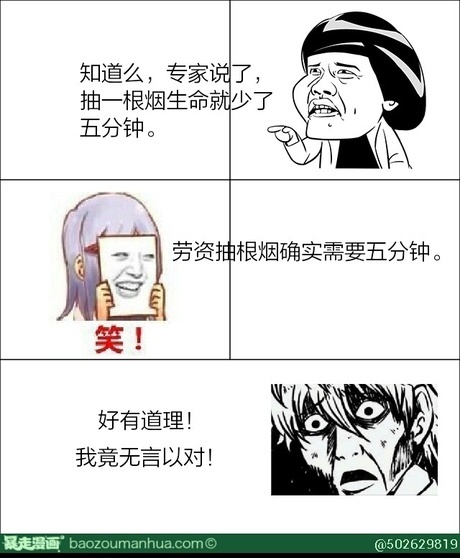 知道么，专家说了，
抽一根烟生命就少了
五分钟。
劳资抽根烟确实需要五分钟。
笑！
好有道理！
我竟无言以对！
暴走漫画 baozoumanhua.com© @502629819